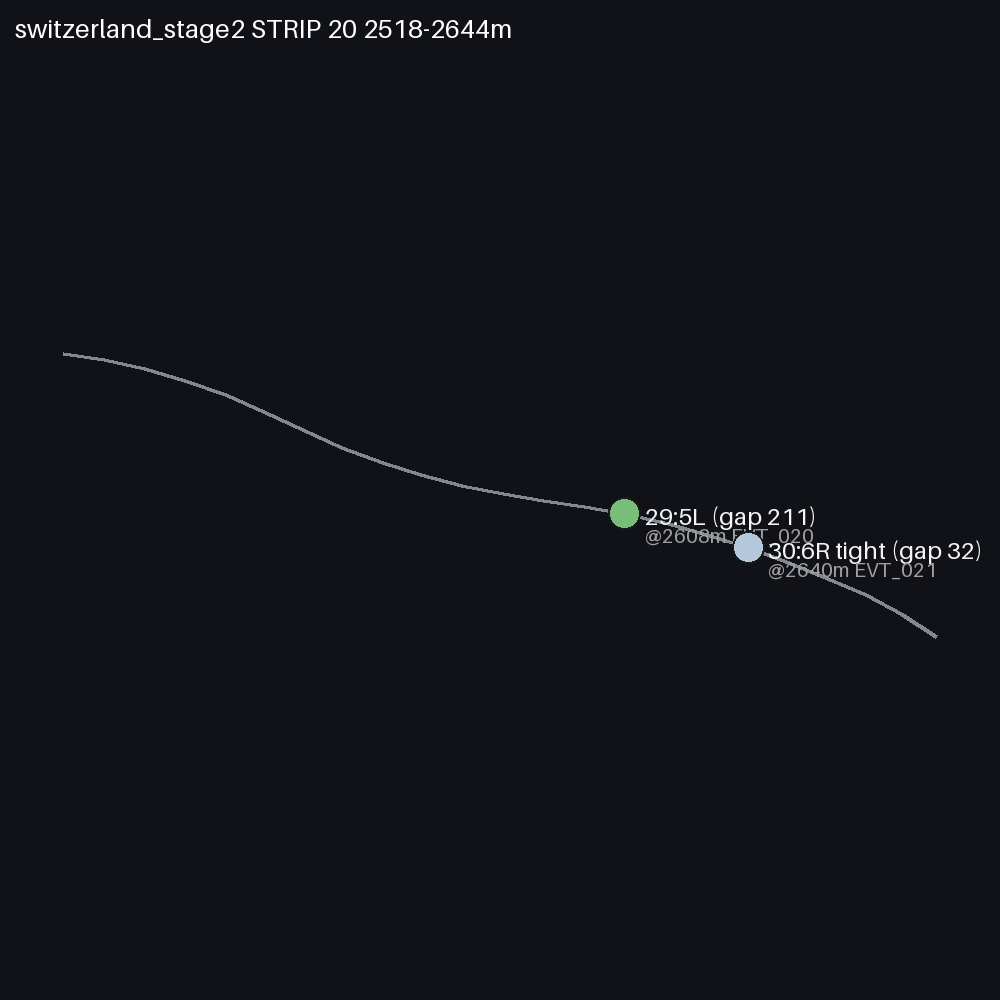 switzerland_stage2 STRIP 20 2518-2644m
29:5L (gap 211)
@2608m EVT_020
30:6R tight (gap 32)
@2640m EVT_021